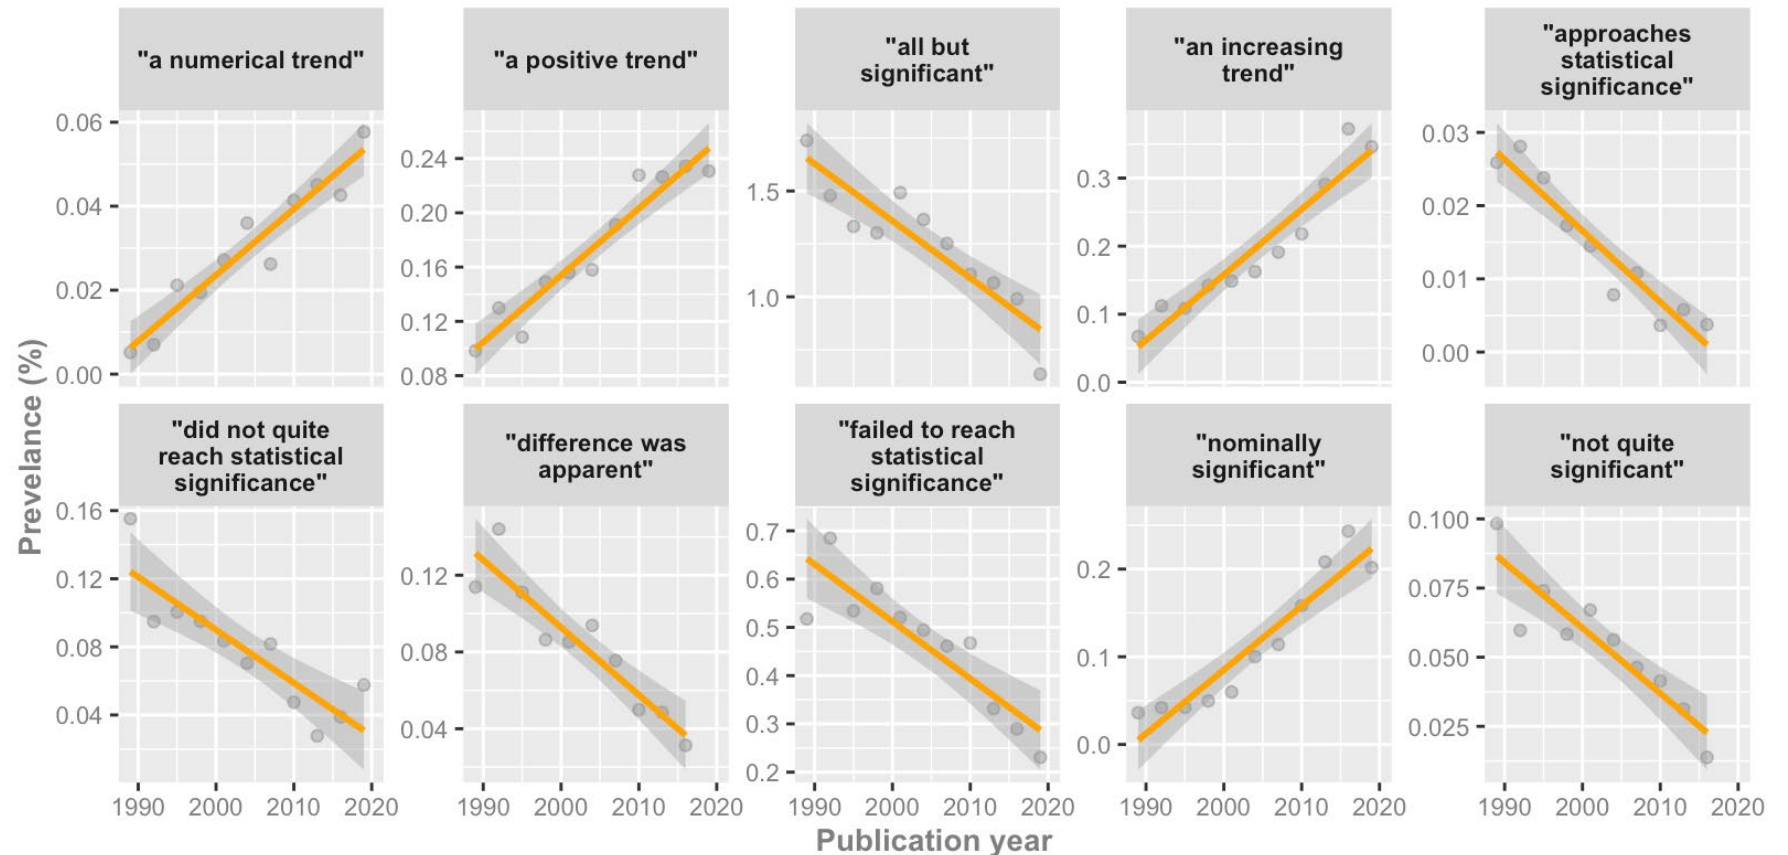 "a numerical trend"
"a positive trend"
"all but
significant"
"an increasing
trend"
"approaches
statistical
significance"
0.06
0.04
0.02
0.00
0.24
0.20
0.16
0.12
0.08
1.5
1.0
0.3
0.2
0.1
0.0
0.03
0.02
0.01
0.00
Prevelance (%)
"did not quite
reach statistical
significance"
"difference was
apparent"
"failed to reach
statistical
significance"
"nominally
significant"
"not quite
significant"
0.16
0.12
0.08
0.04
0.12
0.08
0.04
0.7
0.6
0.5
0.4
0.3
0.2
0.2
0.1
0.0
0.100
0.075
0.050
0.025
1990 2000 2010 2020
1990 2000 2010 2020
1990 2000 2010 2020
1990 2000 2010 2020
1990 2000 2010 2020
Publication year